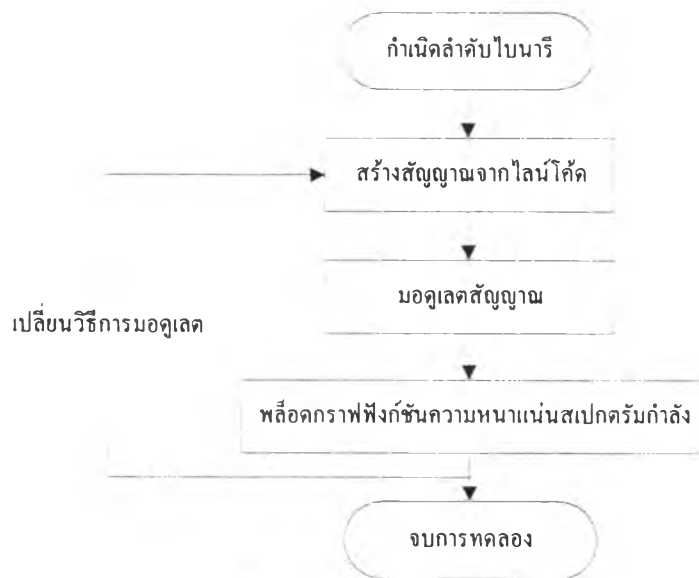 กำเนิดลำดับไบนารี
สร้างสัญญาณจากไลน์โค้ด
มอดูเลตสัญญาณ
เปลี่ยนวิธีการมอดูเลต
พล็อตกราฟฟังก์ชันความหนาแน่นสเปกตรัมกำลัง
จบการทดลอง